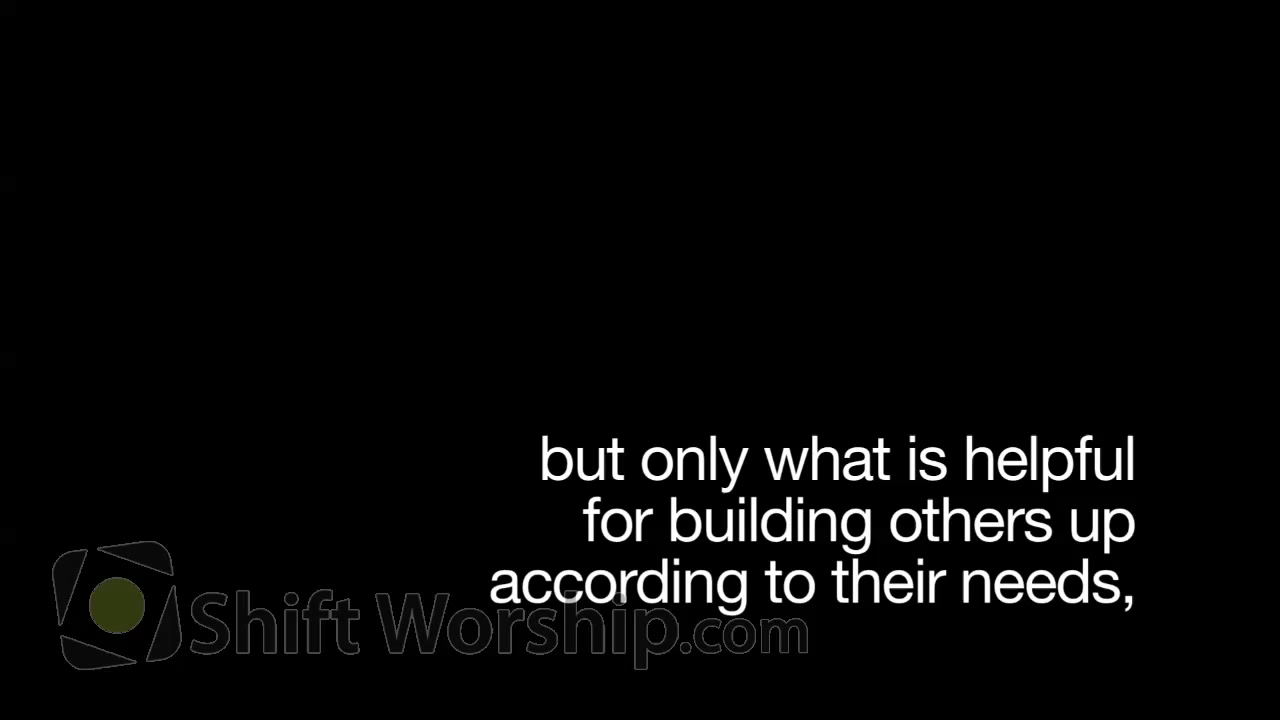 but only what is helpful
for building others up
according to their needs,
Shift Worship.com